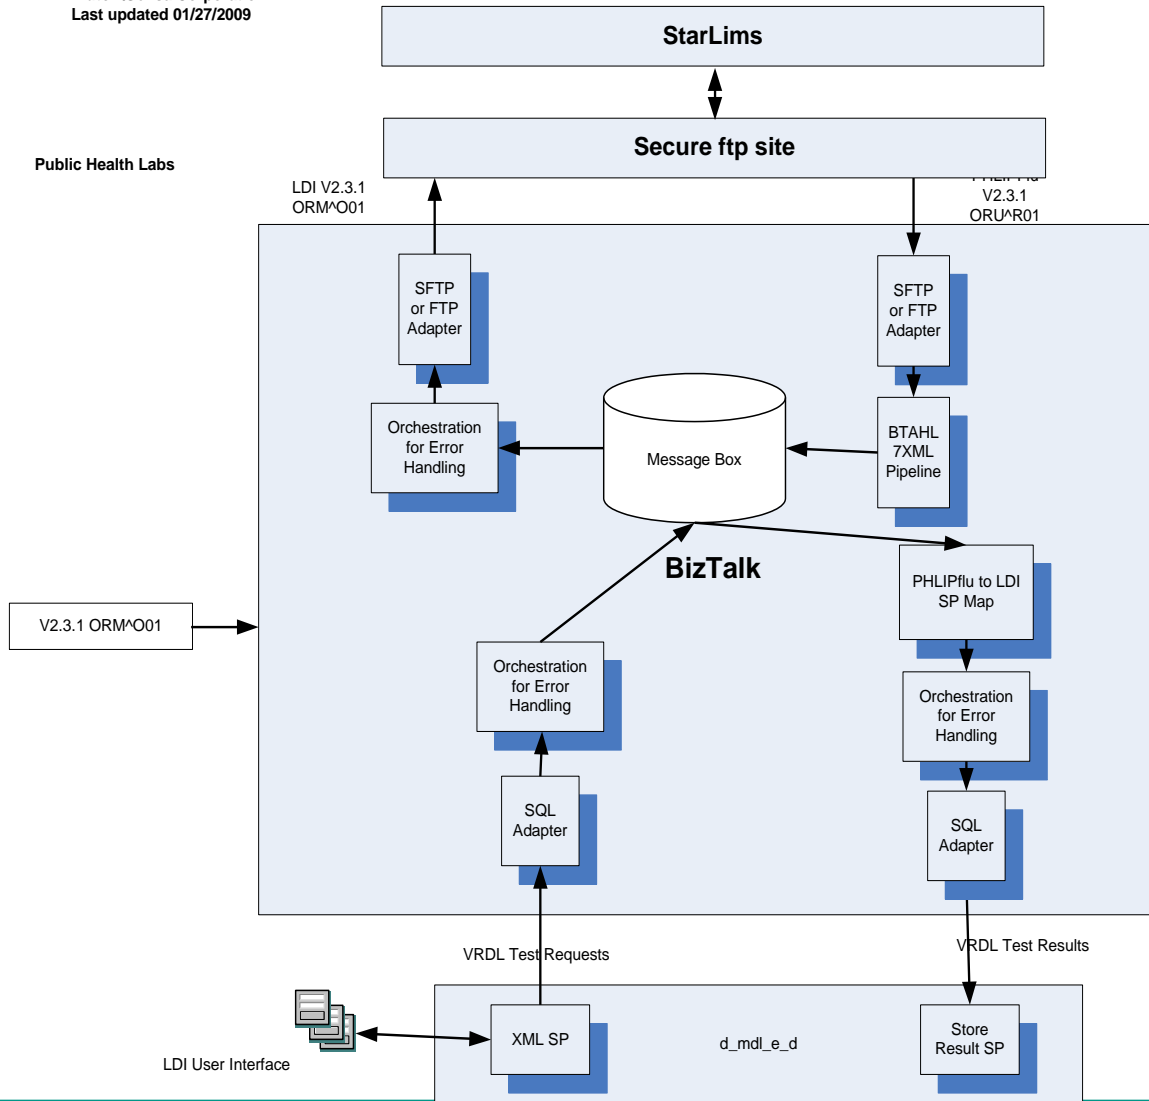 Last updated 01/27/2009
StarLims
Secure ftp site
Public Health Labs
LDI V2.3.1
ORM^O01
V2.3.1
ORU^R01
SFTP
or FTP
Adapter
SFTP
or FTP
Adapter
Orchestration
for Error
Handling
Message Box
BTAHL
7XML
Pipeline
BizTalk
PHLIPflu to LDI
SP Map
V2.3.1 ORM^O01
Orchestration
for Error
Handling
Orchestration
for Error
Handling
SQL
Adapter
SQL
Adapter
VRDL Test Requests
VRDL Test Results
LDI User Interface
XML SP
d_mdl_e_d
Store
Result SP